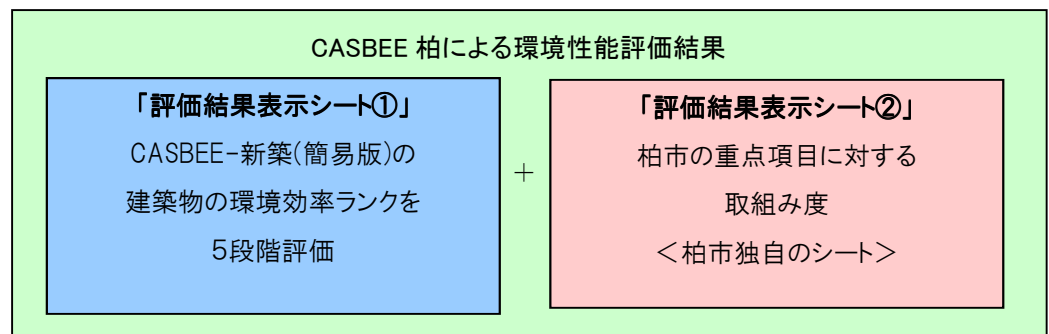 CASBEE 柏による環境性能評価結果
「評価結果表示シート①」
CASBEE-新築(簡易版)の
建築物の環境効率ランクを
5段階評価
＋
「評価結果表示シート②」
柏市の重点項目に対する
取組み度
＜柏市独自のシート＞